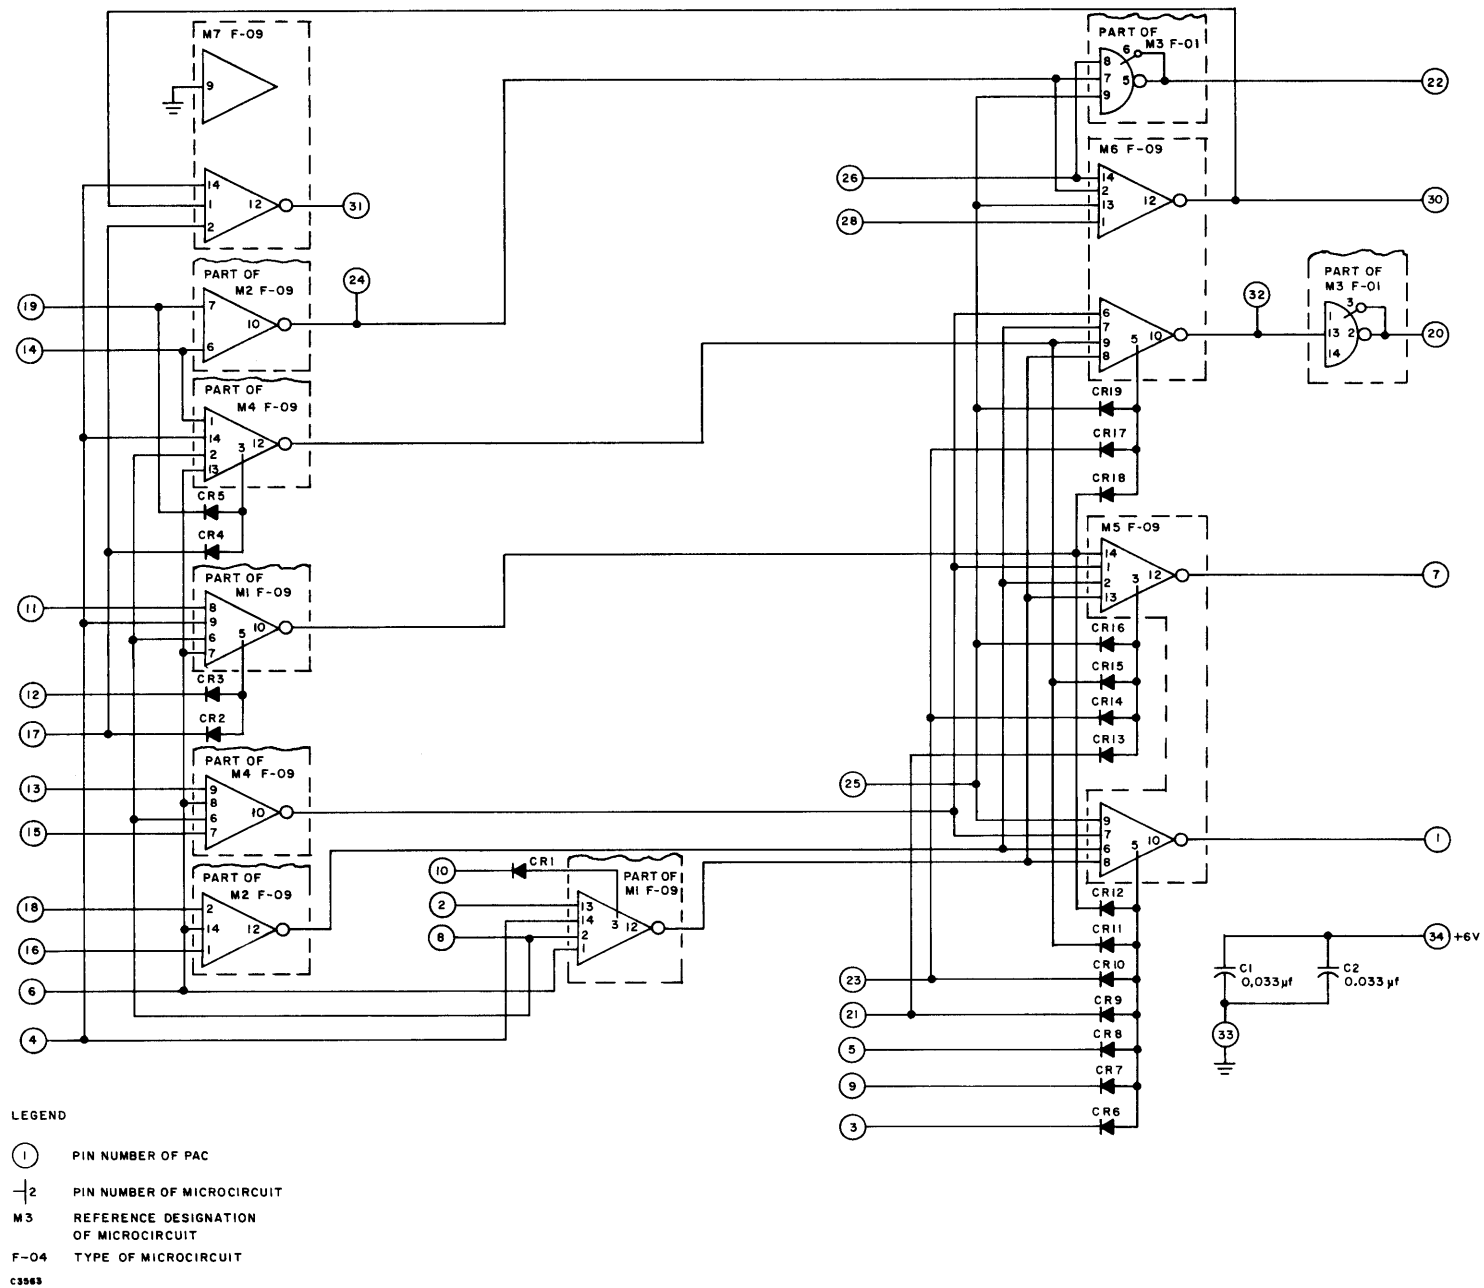 M7 F-09
9
14
1
2
12
31
PART OF
M3 F-01
6
8
7
9
5
22
M6 F-09
26
28
14
2
13
1
12
30
PART OF
M2 F-09
19
14
7
6
10
24
6
7
9
8
5
10
32
PART OF
M3 F-01
1
13
14
3
2
20
PART OF
M4 F-09
1
14
2
13
3
12
CR5
CR4
CR19
CR17
CR18
PART OF
M1 F-09
11
8
9
6
7
5
10
12
17
CR3
CR2
M5 F-09
14
1
2
13
3
12
7
CR16
CR15
CR14
CR13
PART OF
M4 F-09
13
15
9
8
6
7
10
25
9
7
6
8
5
10
1
PART OF
M2 F-09
18
16
2
14
1
12
10
2
8
CR1
PART OF
M1 F-09
13
14
2
1
3
12
6
4
CR12
CR11
CR10
CR9
CR8
CR7
CR6
23
21
5
9
3
34
+6V
C1
0.033 µf
C2
0.033 µf
33
LEGEND
1 PIN NUMBER OF PAC
2 PIN NUMBER OF MICROCIRCUIT
M3 REFERENCE DESIGNATION
OF MICROCIRCUIT
F-04 TYPE OF MICROCIRCUIT
C3563